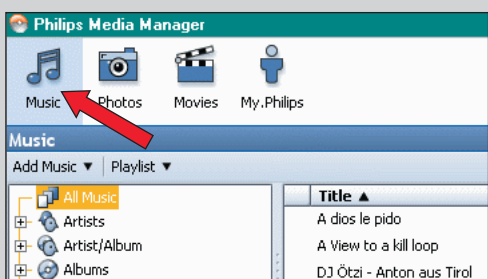 Philips Media Manager
Music Photos Movies My.Philips
Music
Add Music ▼ Playlist ▼
All Music
Artists
Artist/Album
Albums
Title ▲
A dios le pido
A View to a kill loop
DJ Ötzi - Anton aus Tirol